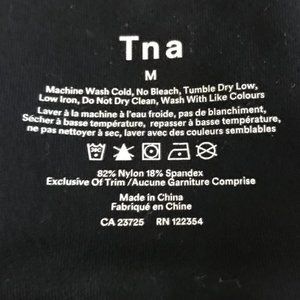 Tna
M
Machine Wash Cold, No Bleach, Tumble Dry Low,
Low Iron, Do Not Dry Clean, Wash With Like Colours
Laver à la machine à l'eau froide, pas de blanchiment,
Sécher à basse température, repasser à basse température,
ne pas nettoyer à sec, laver avec des couleurs semblables
82% Nylon 18% Spandex
Exclusive Of Trim /Aucune Garniture Comprise
Made in China
Fabriqué en Chine
CA 23725 RN 122354